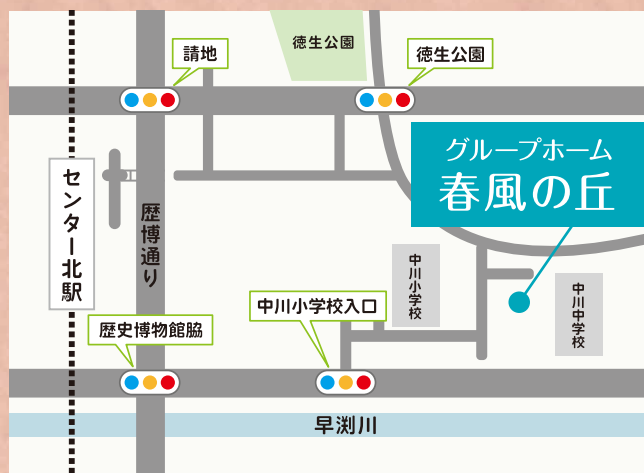 徳生公園
請地
徳生公園
グループホーム
春風の丘
センター北駅
歴博通り
中川小学校
中川中学校
中川小学校入口
歴史博物館脇
早渕川